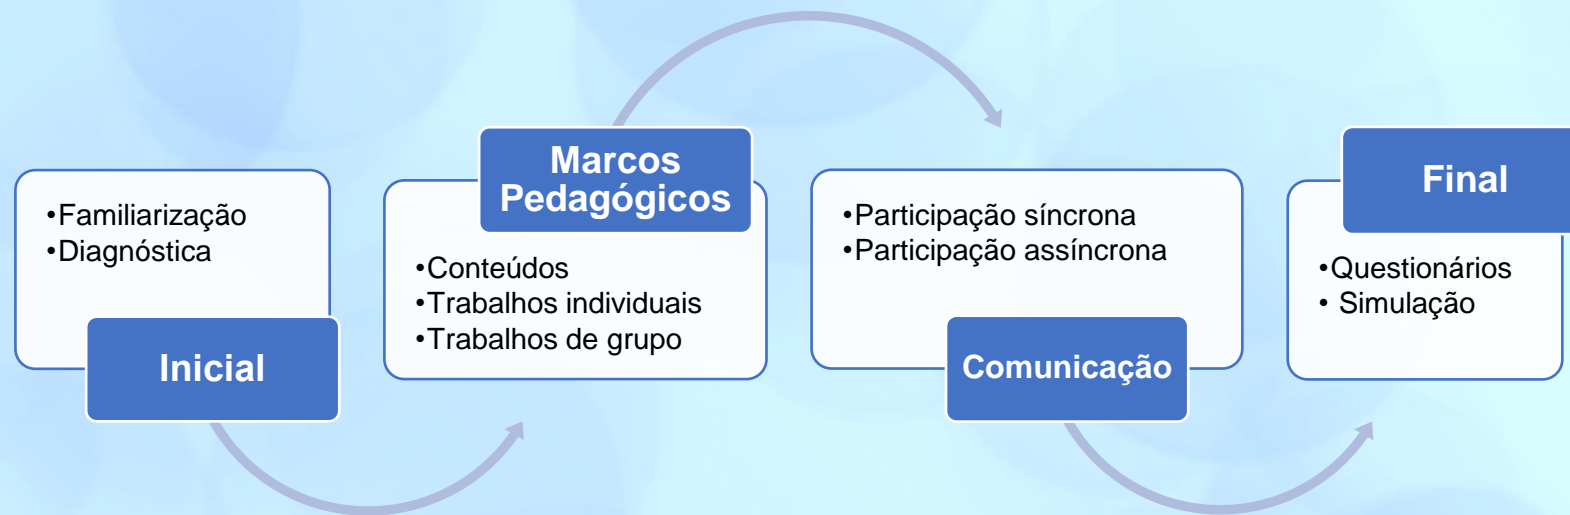 •Familiarização
•Diagnóstica
Inicial
Marcos
Pedagógicos
•Conteúdos
•Trabalhos individuais
•Trabalhos de grupo
•Participação síncrona
•Participação assíncrona
Comunicação
Final
•Questionários
• Simulação